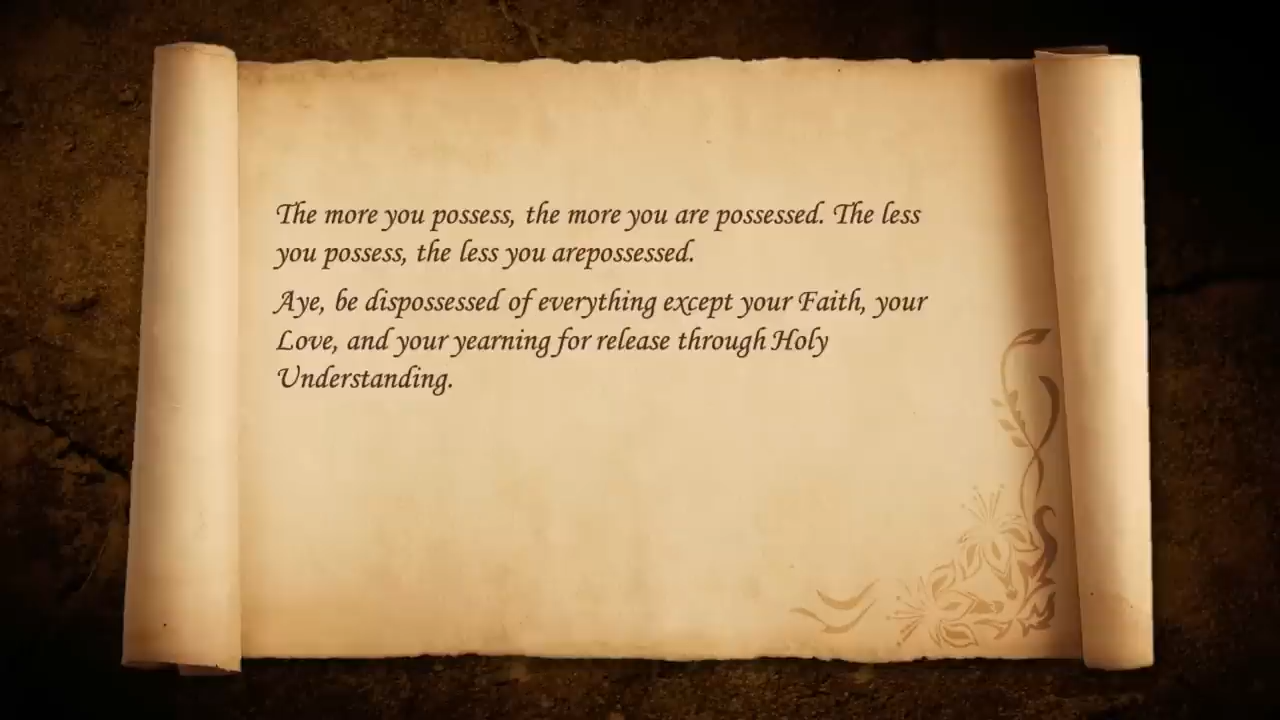 The more you possess, the more you are possessed. The less
you possess, the less you arepossessed.
Aye, be dispossessed of everything except your Faith, your
Love, and your yearning for release through Holy
Understanding.